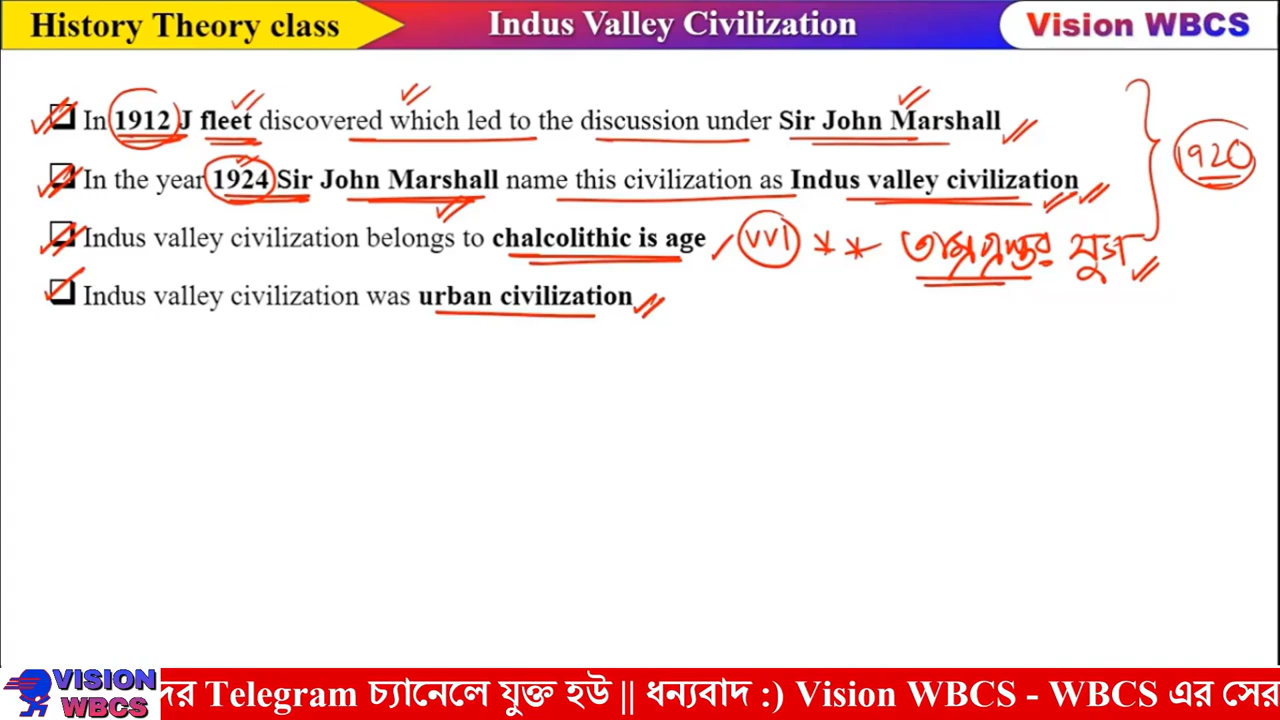 History Theory class
Indus Valley Civilization
Vision WBCS
In 1912 J fleet discovered which led to the discussion under Sir John Marshall
1920
In the year 1924 Sir John Marshall name this civilization as Indus valley civilization
Indus valley civilization belongs to chalcolithic is age VVI তাম্রপ্রস্তর যুগ
Indus valley civilization was urban civilization
VISION
WBCS
দের Telegram চ্যানেলে যুক্ত হউ || ধন্যবাদ :) Vision WBCS - WBCS এর সের